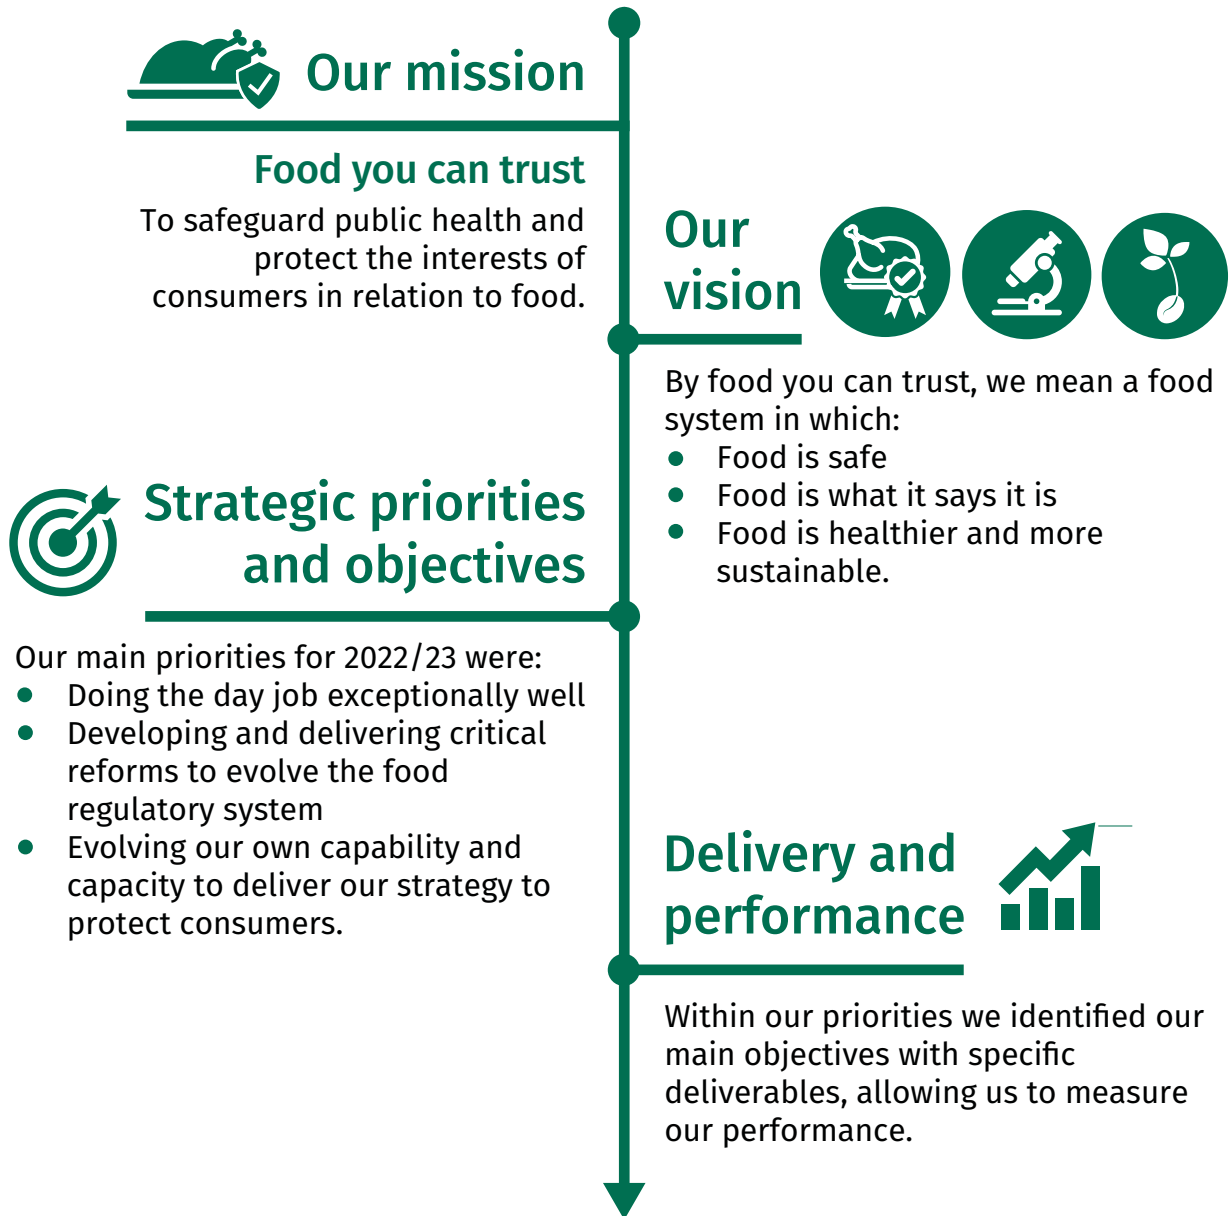 Our mission
Food you can trust
To safeguard public health and
protect the interests of
consumers in relation to food.
Our
vision
By food you can trust, we mean a food
system in which:
● Food is safe
● Food is what it says it is
● Food is healthier and more
sustainable.
Strategic priorities
and objectives
Our main priorities for 2022/23 were:
● Doing the day job exceptionally well
● Developing and delivering critical
reforms to evolve the food
regulatory system
● Evolving our own capability and
capacity to deliver our strategy to
protect consumers.
Delivery and
performance
Within our priorities we identified our
main objectives with specific
deliverables, allowing us to measure
our performance.